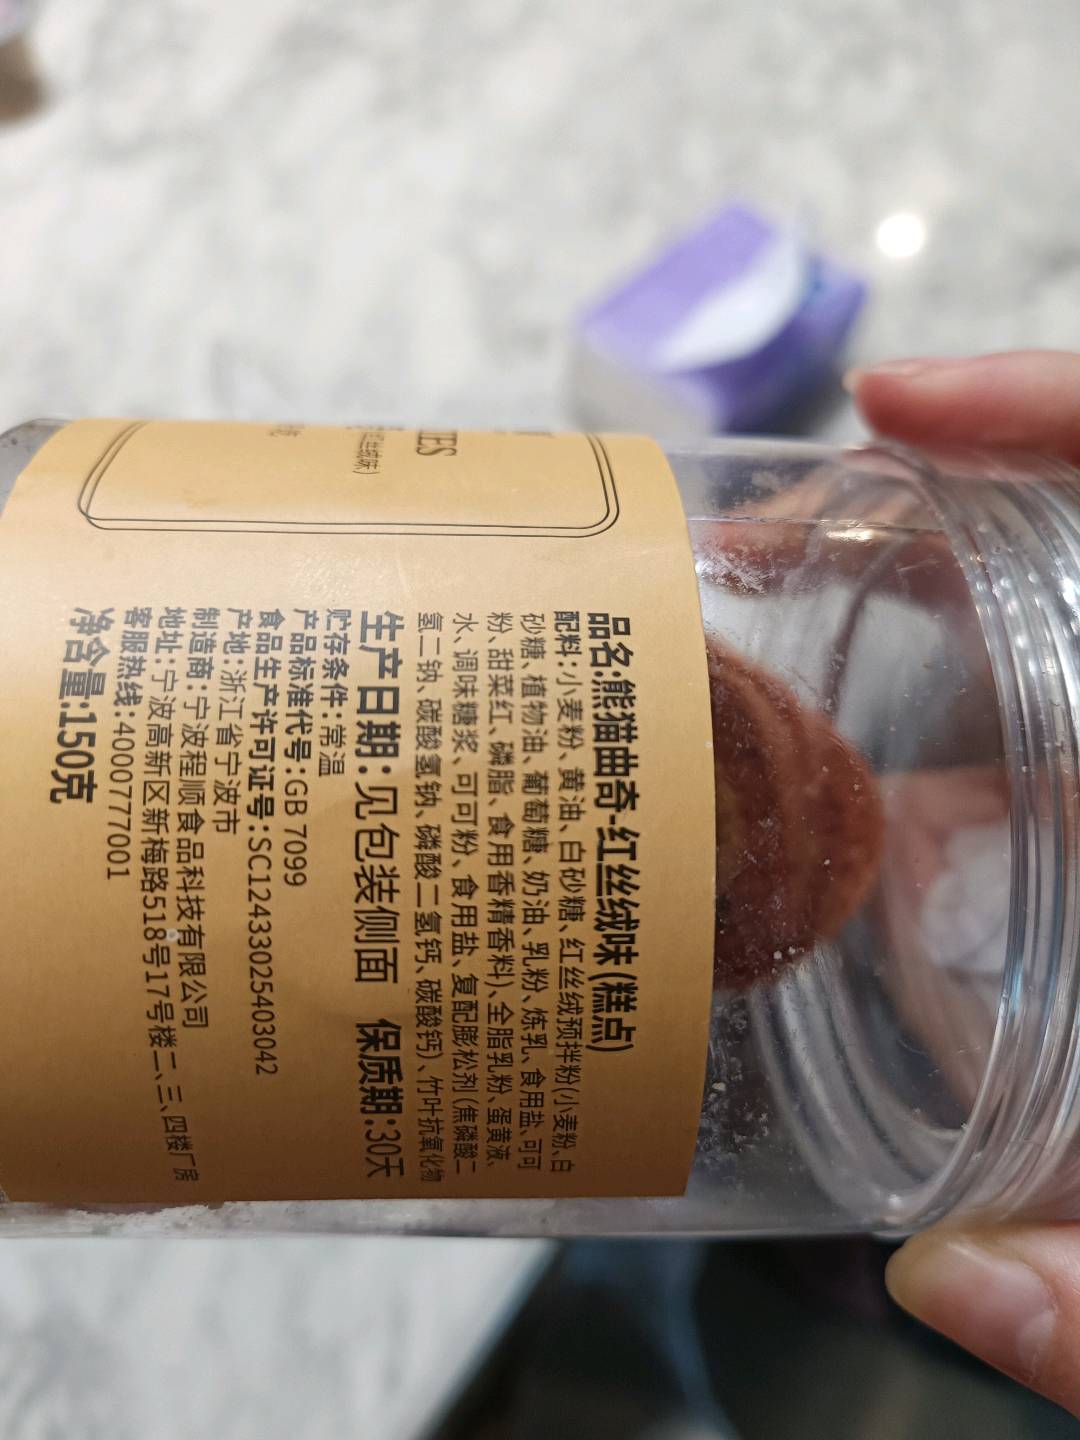 IES
红丝绒味）
品名:熊猫曲奇-红丝绒味(糕点)
配料:小麦粉、黄油、白砂糖、红丝绒预拌粉(小麦粉、白
砂糖、植物油、葡萄糖、奶油、乳粉、炼乳、食用盐、可可
粉、甜菜红、磷脂、食用香精香料)、全脂乳粉、蛋黄液、
水、调味糖浆、可可粉、食用盐、复配膨松剂(焦磷酸二
氢二钠、碳酸氢钠、磷酸二氢钙、碳酸钙)、竹叶抗氧化物
生产日期:见包装侧面 保质期:30天
贮存条件:常温
产品标准代号:GB 7099
食品生产许可证号:SC12433025403042
产地:浙江省宁波市
制造商:宁波程顺食品科技有限公司
地址:宁波高新区新梅路518号17号楼二、三、四楼厂房
客服热线:4000777001
净含量:150克